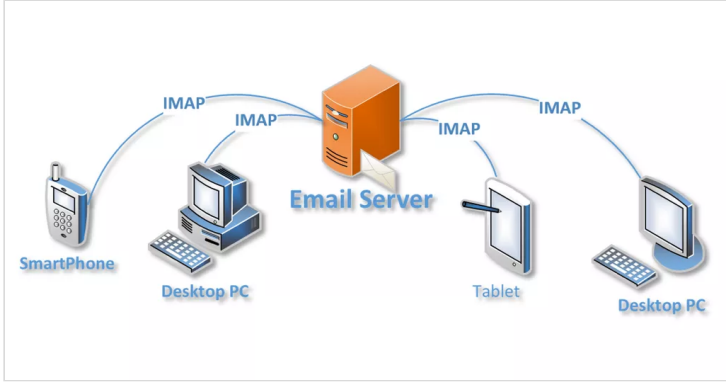 IMAP
IMAP
IMAP
IMAP
Email Server
SmartPhone
Desktop PC
Tablet
Desktop PC